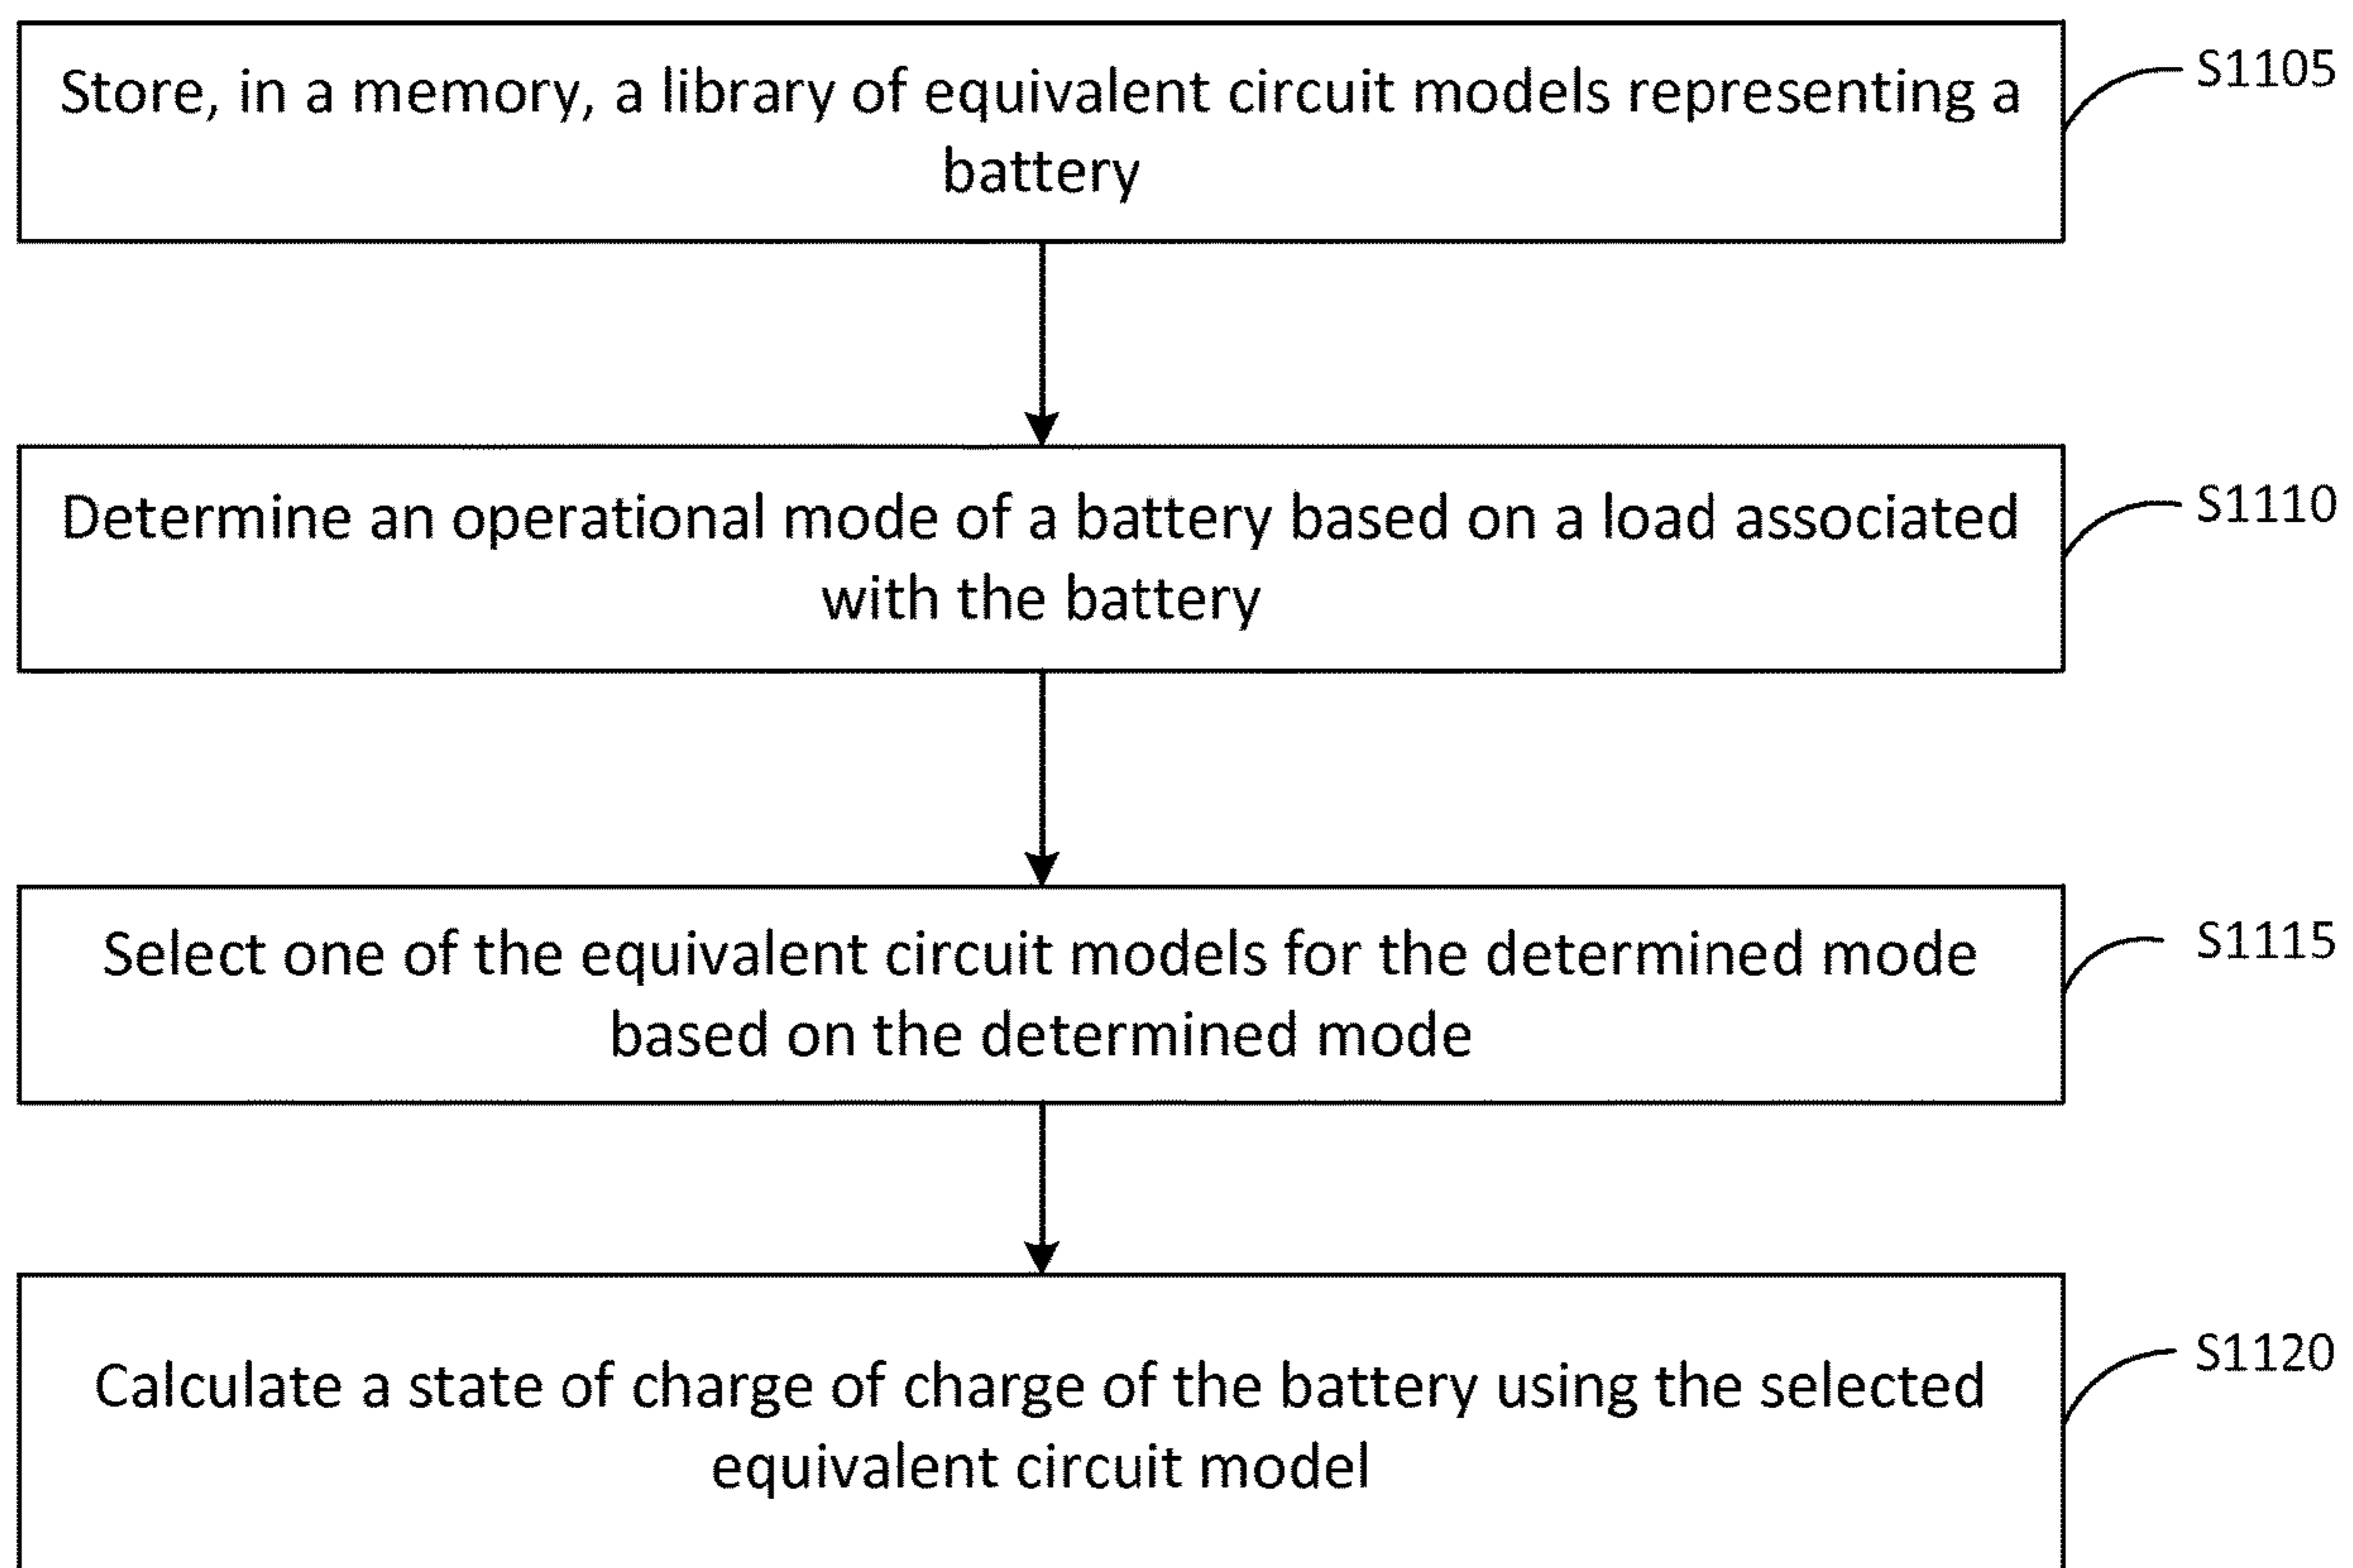 Store, in a memory, a library of equivalent circuit models representing a
battery
S1105
Determine an operational mode of a battery based on a load associated
with the battery
S1110
Select one of the equivalent circuit models for the determined mode
based on the determined mode
S1115
Calculate a state of charge of charge of the battery using the selected
equivalent circuit model
S1120